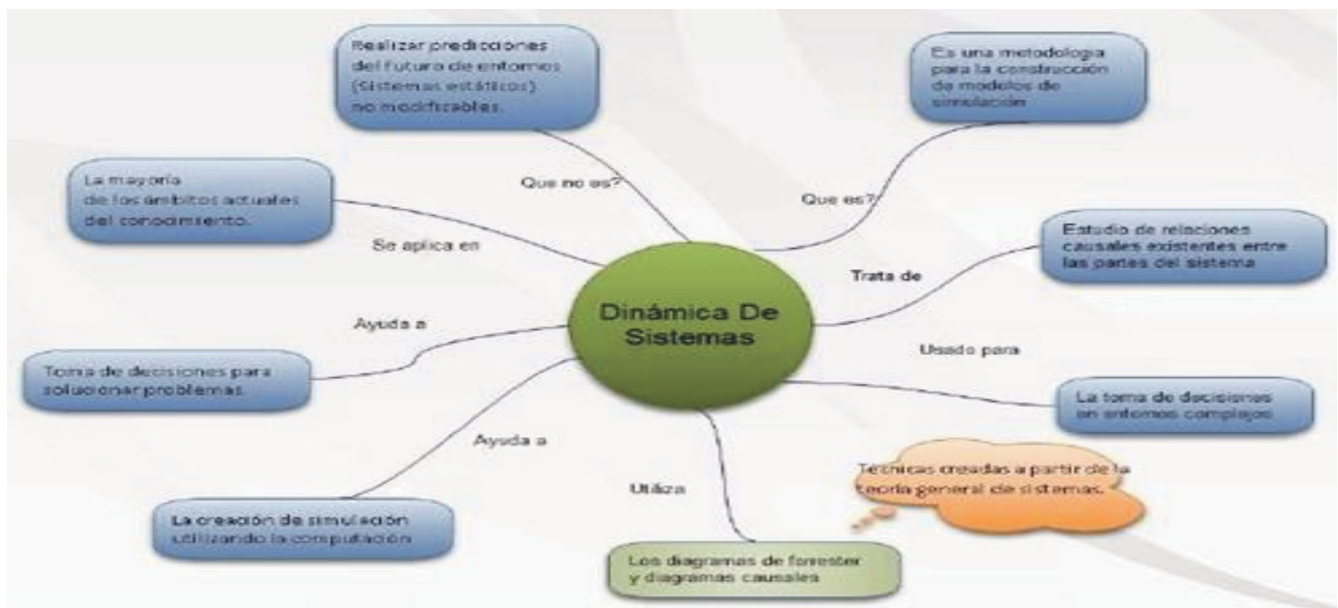 Realizar predicciones
del futuro de entornos
(Sistemas estáticos)
no modificables.
Es una metodologia
para la construcción
de modelos de
simulación
Que no es?
Que es?
La mayoría
de los ámbitos actuales
del conocimiento.
Se aplica en
Estudio de relaciones
causales existentes entre
las partes del sistema
Trata de
Dinámica De
Sistemas
Ayuda a
Toma de decisiones para
solucionar problemas.
Usado para
La toma de decisiones
en entornos complejos
Ayuda a
La creación de simulación
utilizando la computación
Utiliza
Técnicas creadas a partir de la
teoría general de sistemas.
Los diagramas de forrester
y diagramas causales